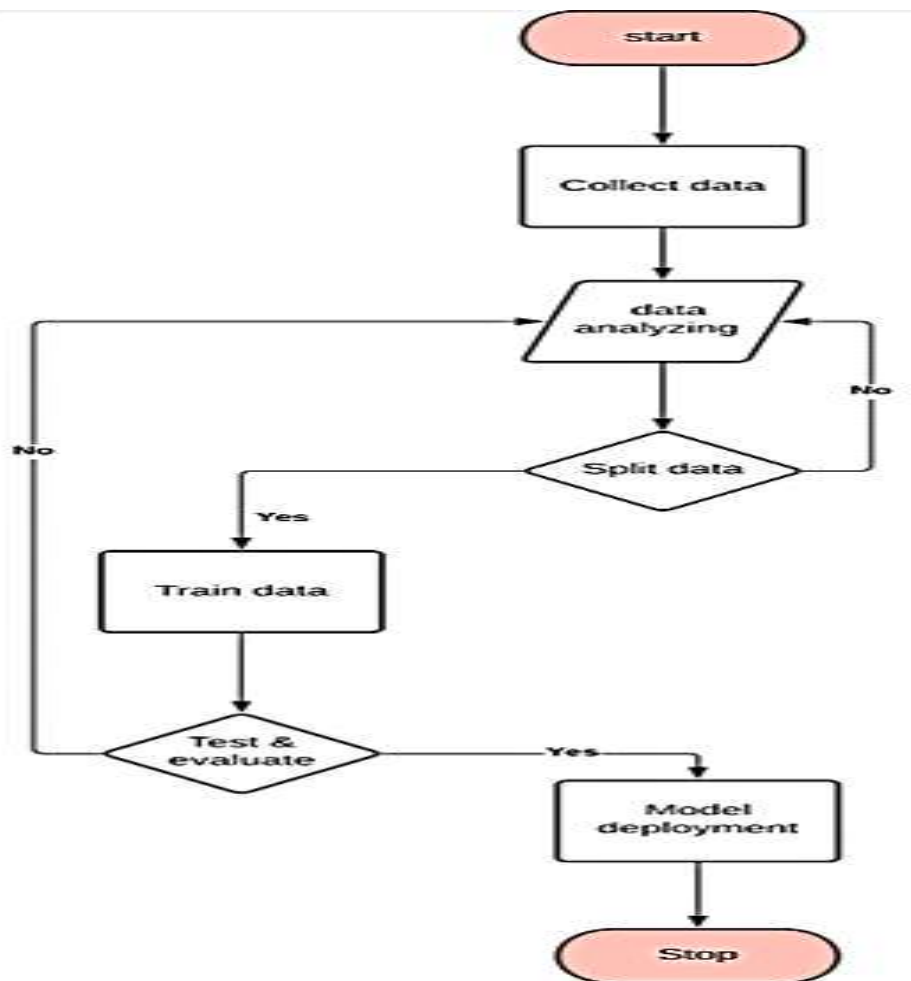 start
Collect data
data
analyzing
No
No
Split data
Yes
Train data
Test &
evaluate
Yes
Model
deployment
Stop